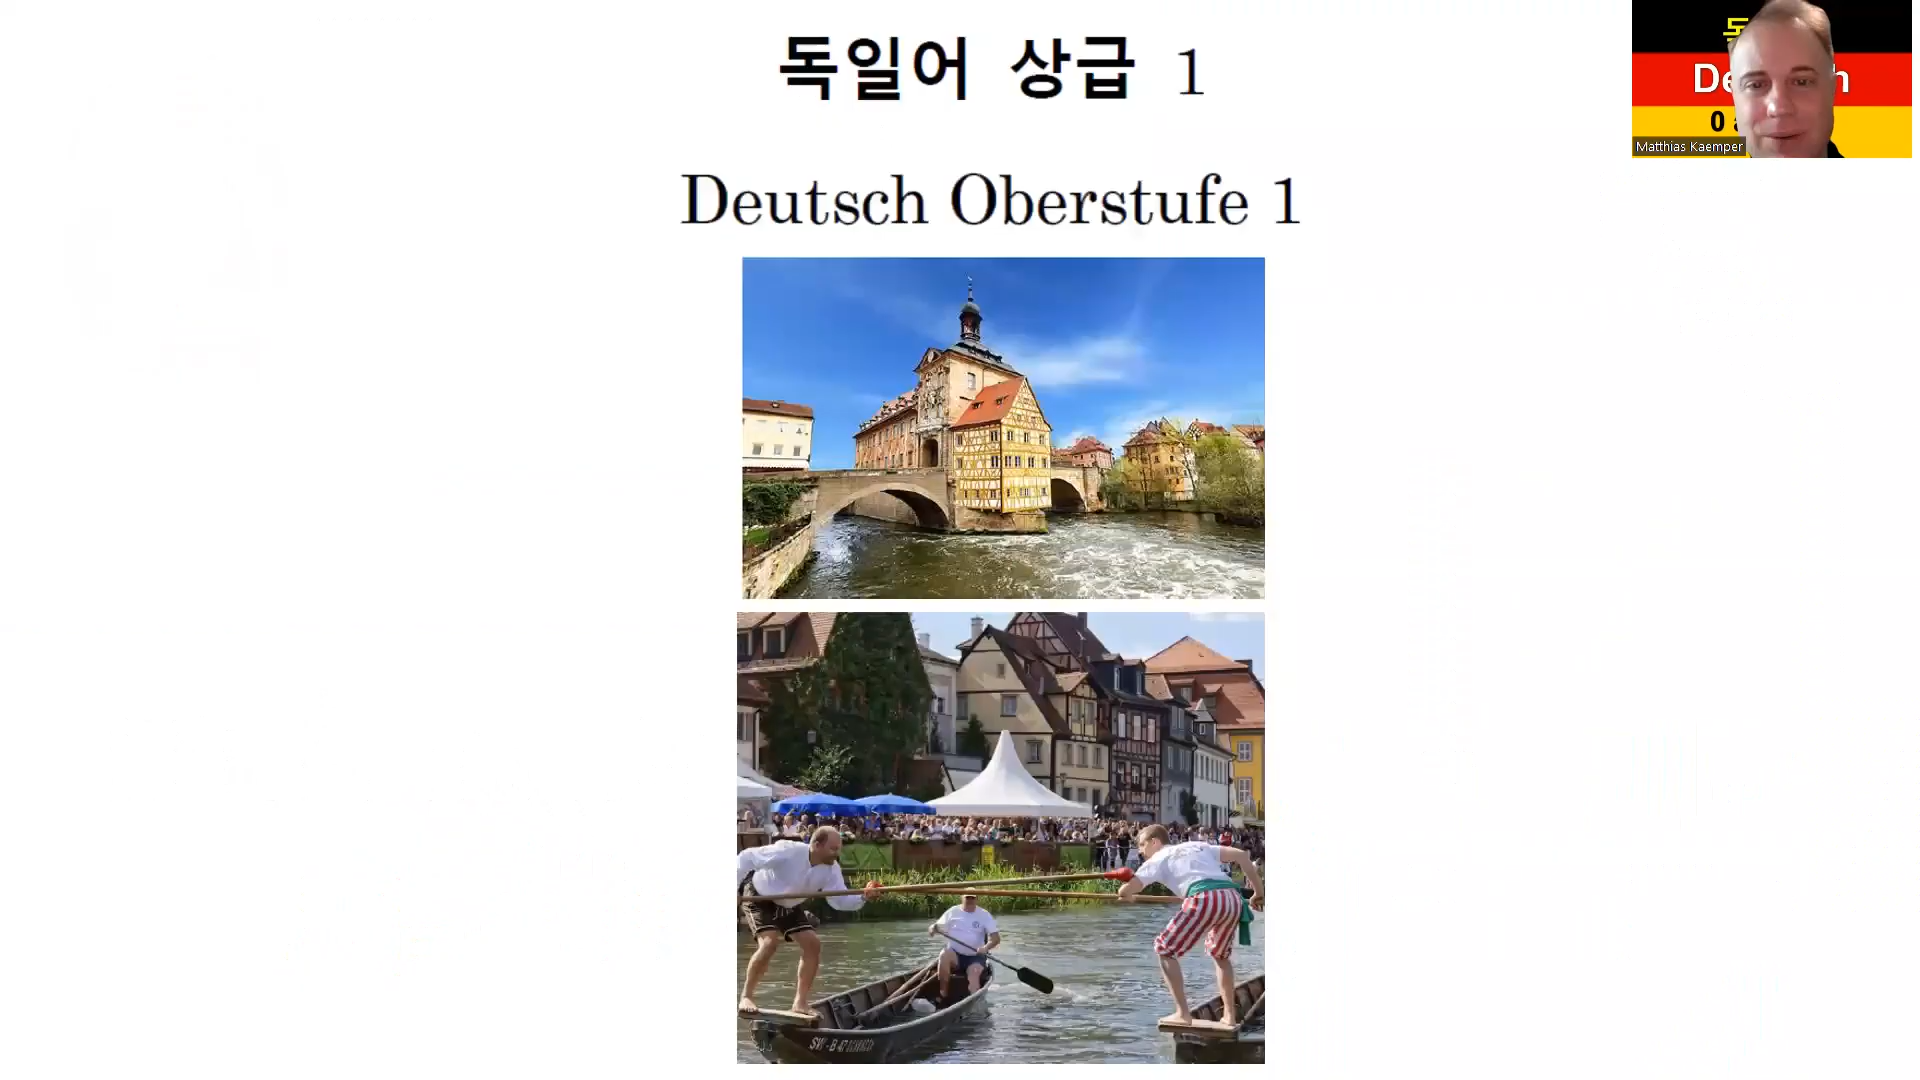 독일어 상급 1
Deutsch Oberstufe 1
Matthias Kaemper